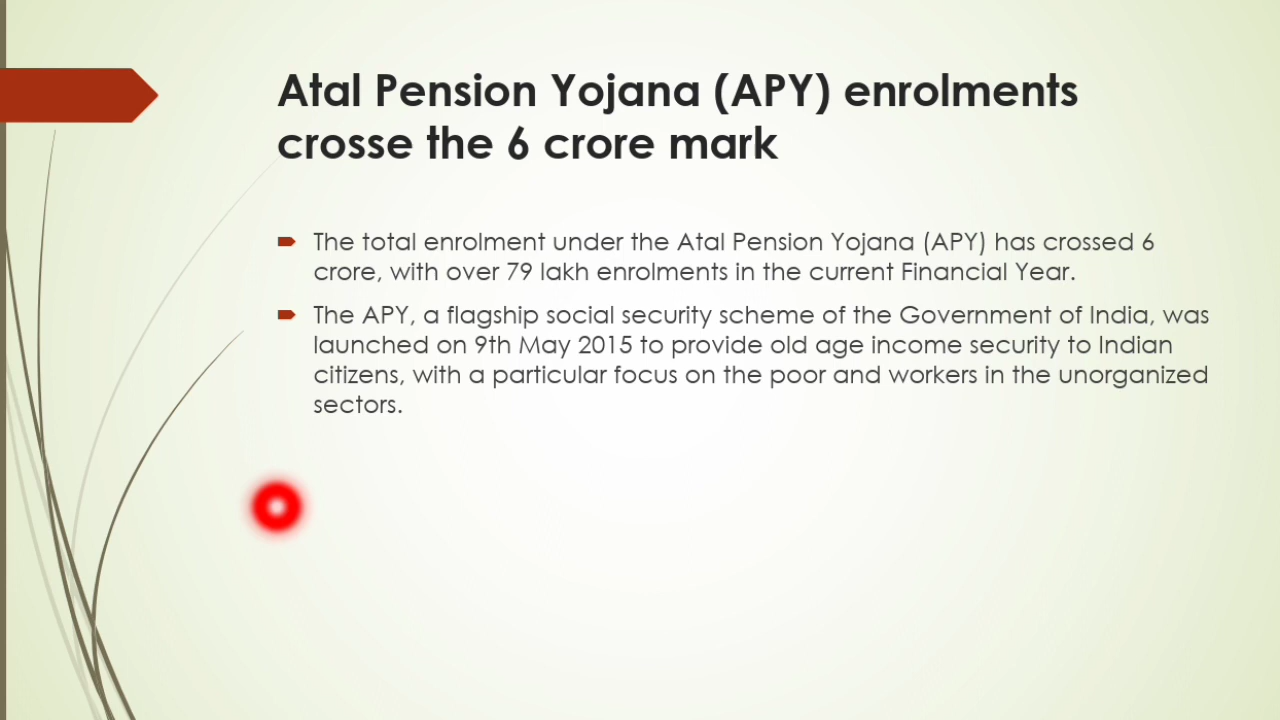 Atal Pension Yojana (APY) enrolments
crosse the 6 crore mark
The total enrolment under the Atal Pension Yojana (APY) has crossed 6
crore, with over 79 lakh enrolments in the current Financial Year.
The APY, a flagship social security scheme of the Government of India, was
launched on 9th May 2015 to provide old age income security to Indian
citizens, with a particular focus on the poor and workers in the unorganized
sectors.